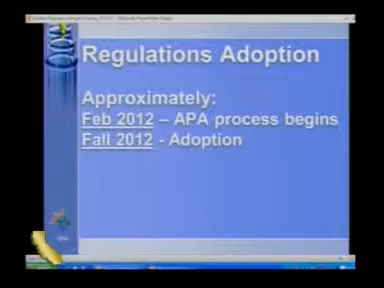 Regulations Adoption
Approximately:
Feb 2012 – APA process begins
Fall 2012 - Adoption